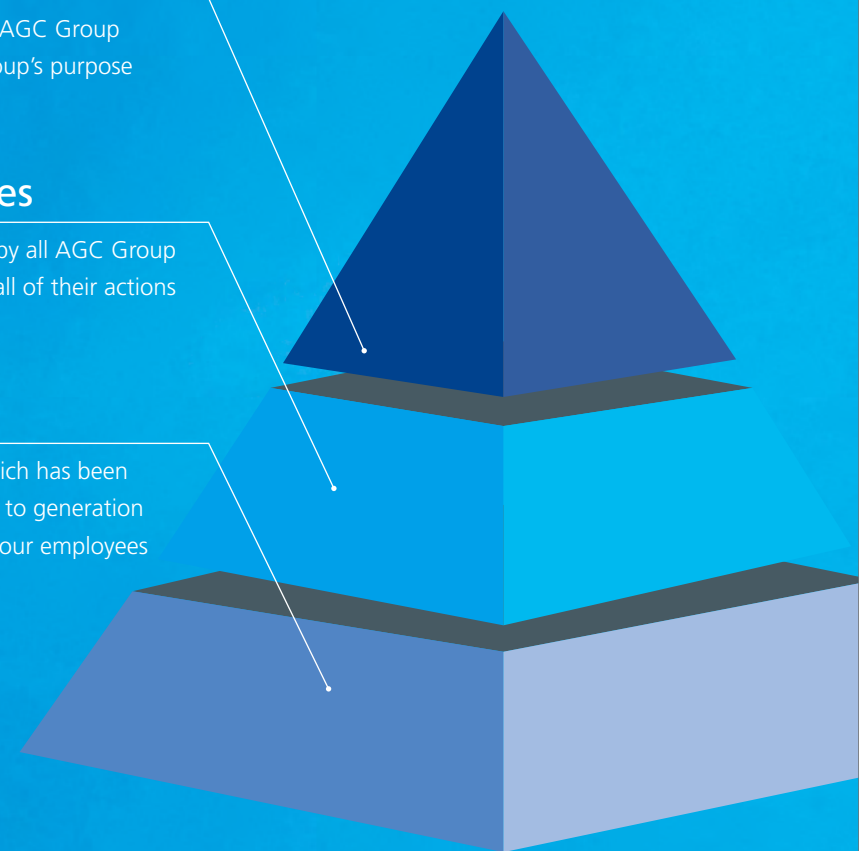 AGC Group
oup's purpose
es
by all AGC Group
all of their actions
ich has been
to generation
our employees